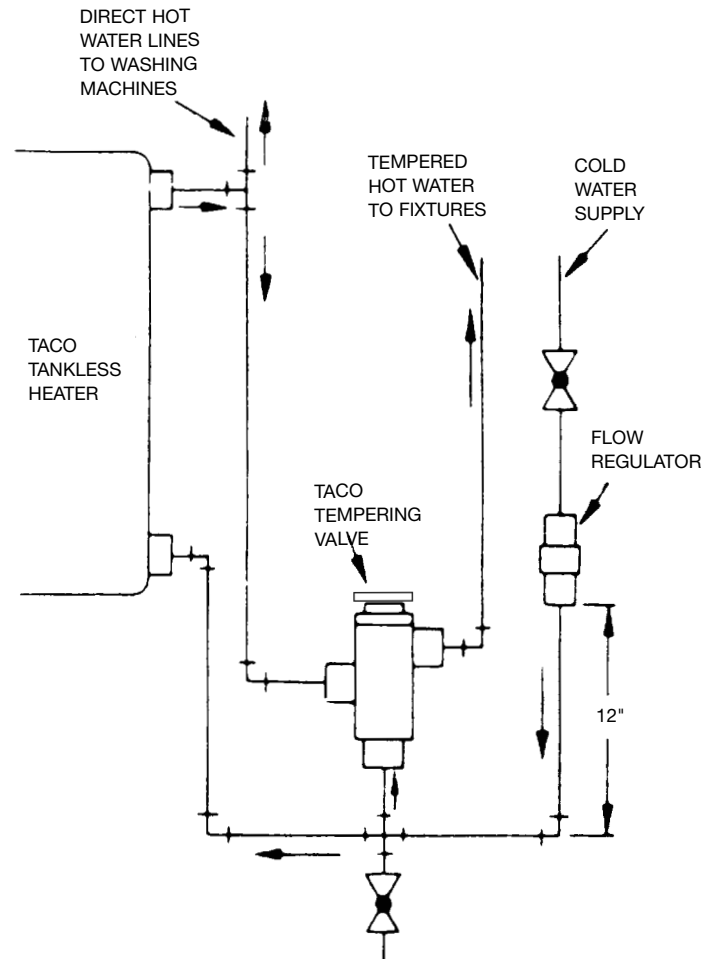 DIRECT HOT
WATER LINES
TO WASHING
MACHINES
TEMPERED
HOT WATER
TO FIXTURES
COLD
WATER
SUPPLY
TACO
TANKLESS
HEATER
FLOW
REGULATOR
TACO
TEMPERING
VALVE
12"